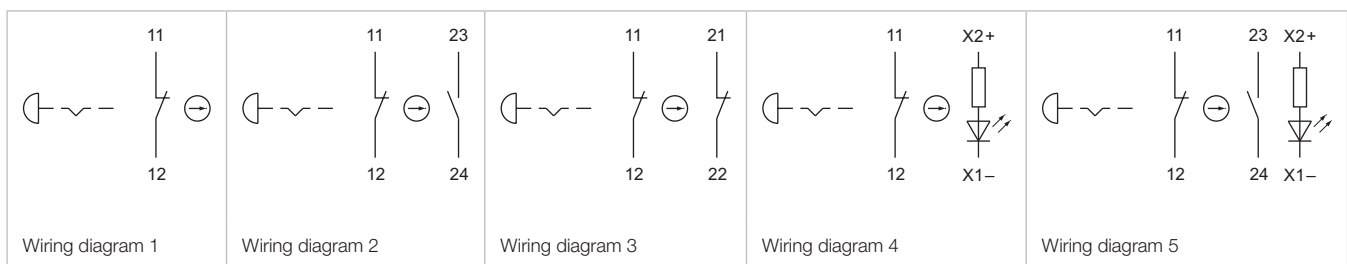 11
12
Wiring diagram 1
11 23
12 24
Wiring diagram 2
11 21
12 22
Wiring diagram 3
11 X2+
12 X1–
Wiring diagram 4
11 23 X2+
12 24 X1–
Wiring diagram 5